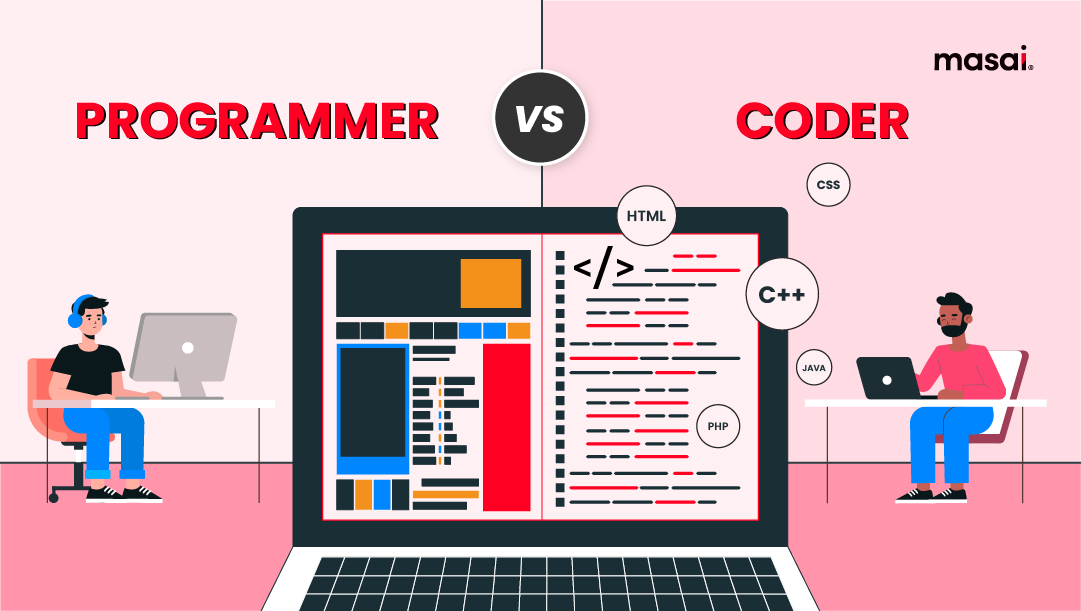 masai.®
PROGRAMMER
VS
CODER
CSS
HTML
</>
C++
JAVA
PHP